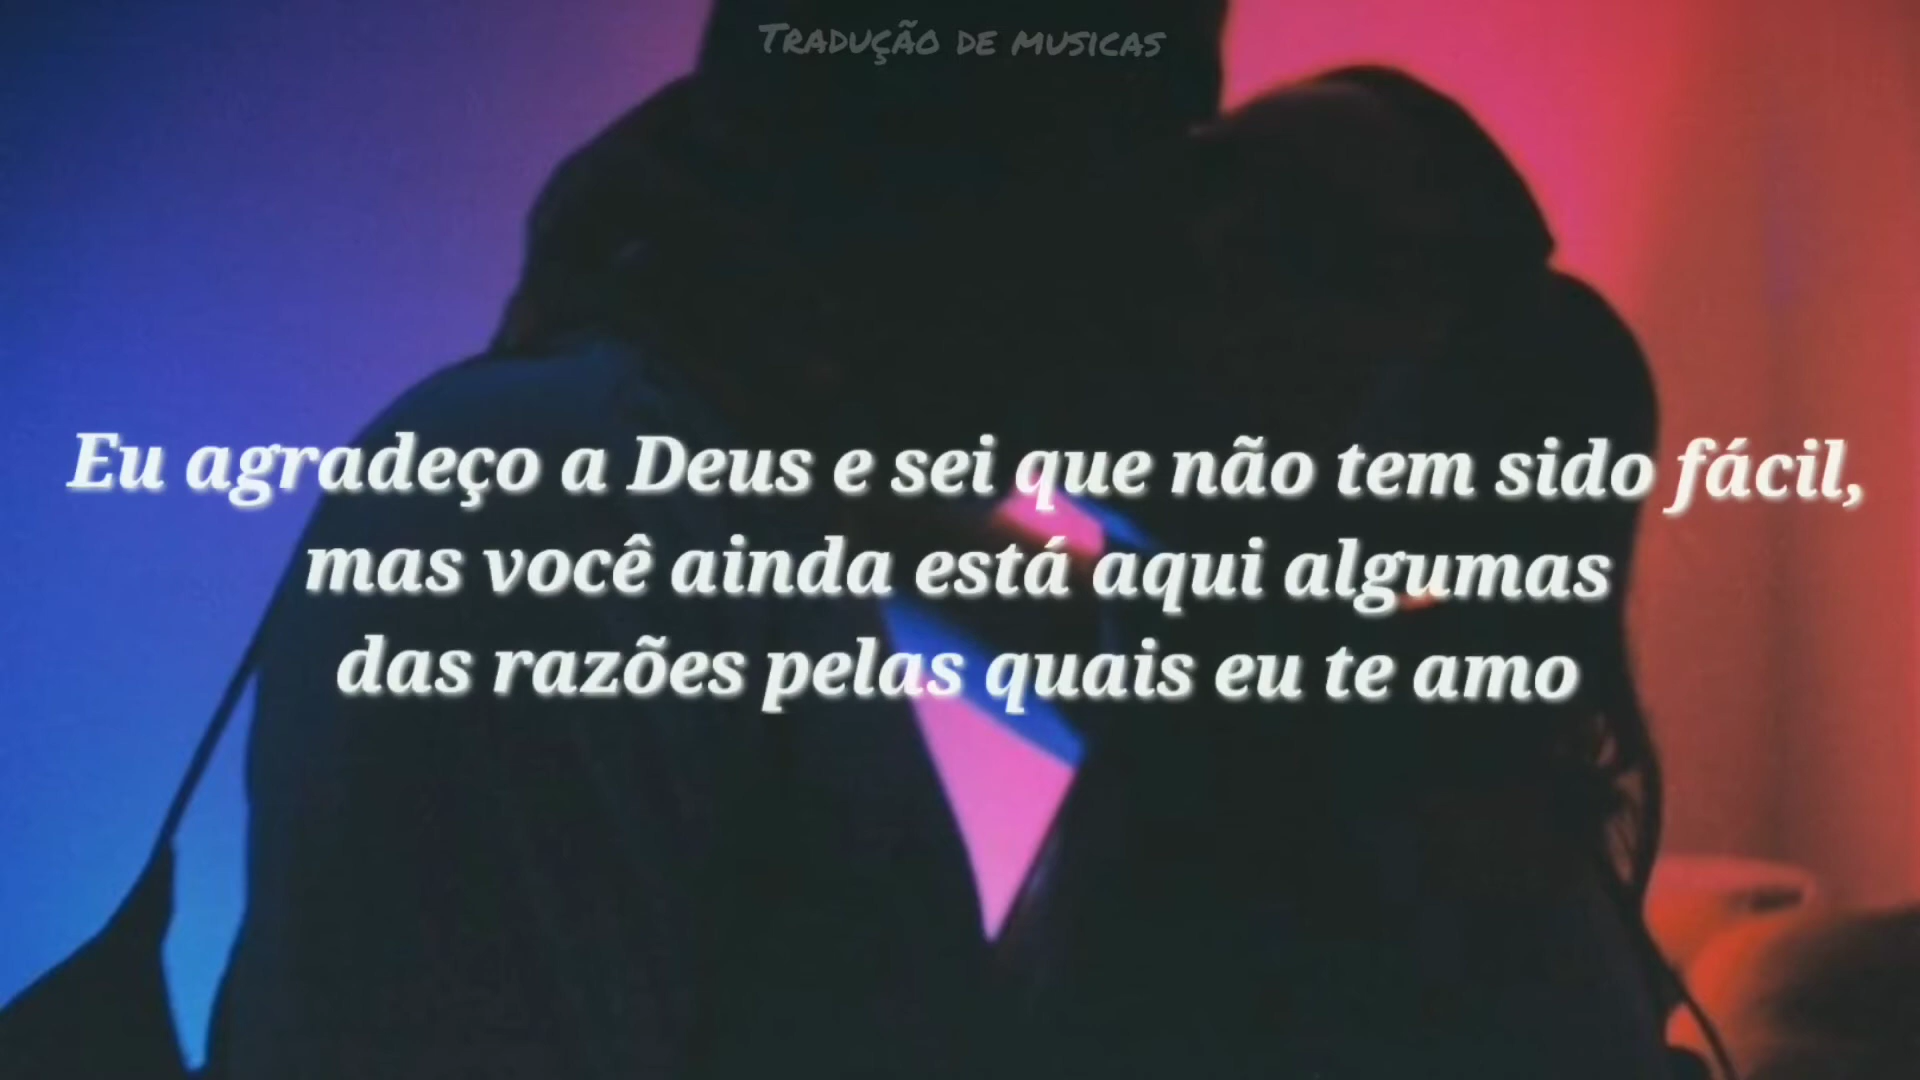 Tradução de musicas
Eu agradeço a Deus e sei que não tem sido fácil,
mas você ainda está aqui algumas
das razões pelas quais eu te amo